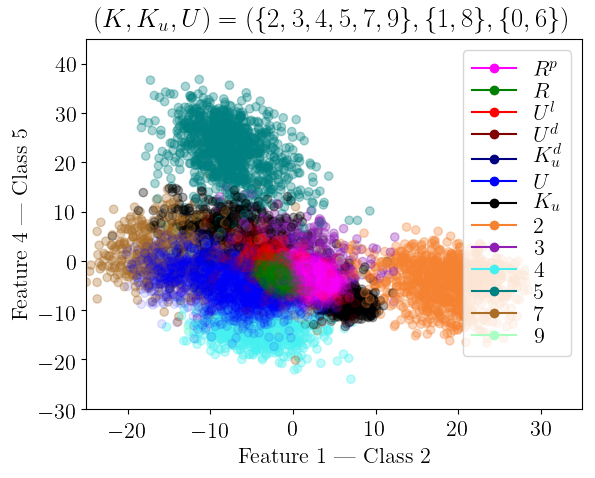 (K, K_u, U) = ({2, 3, 4, 5, 7, 9}, {1, 8}, {0, 6})
40
30
20
10
0
−10
−20
−30
Feature 4 — Class 5
R^p
R
U^l
U^d
K_u^d
U
K_u
2
3
4
5
7
9
−20
−10
0
10
20
30
Feature 1 — Class 2